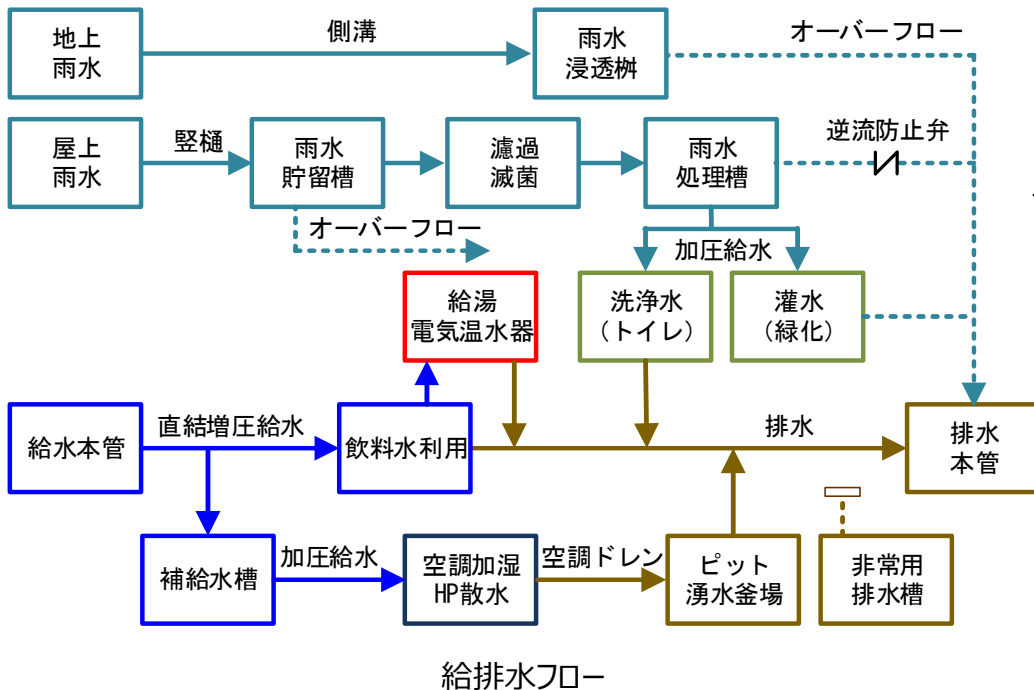 地上
雨水
側溝
雨水
浸透桝
オーバーフロー
屋上
雨水
竪樋
雨水
貯留槽
濾過
滅菌
雨水
処理槽
逆流防止弁
オーバーフロー
加圧給水
給湯
電気温水器
洗浄水
（トイレ）
灌水
（緑化）
給水本管
直結増圧給水
飲料水利用
排水
排水
本管
補給水槽
加圧給水
空調加湿
HP散水
空調ドレン
ピット
湧水釜場
非常用
排水槽
給排水フロー